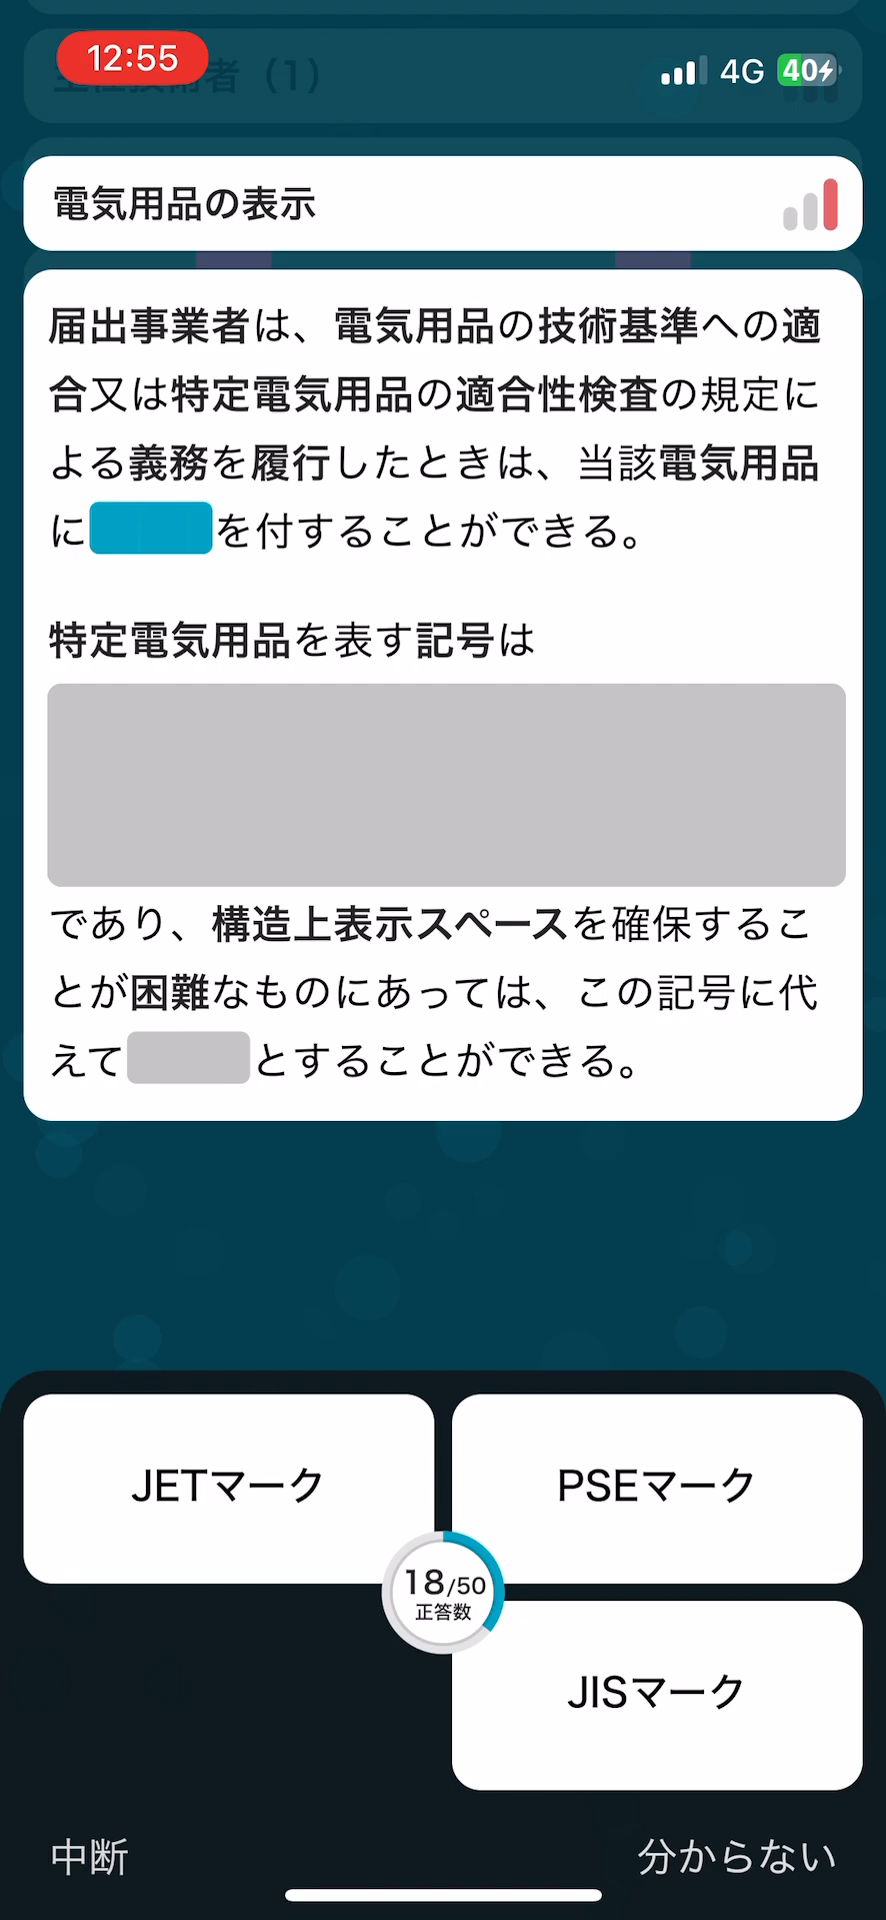 12:55
4G
40
主任技術者（1）
電気用品の表示
届出事業者は、電気用品の技術基準への適
合又は特定電気用品の適合性検査の規定に
よる義務を履行したときは、当該電気用品
に を付することができる。
特定電気用品を表す記号は
であり、構造上表示スペースを確保するこ
とが困難なものにあっては、この記号に代
えて とすることができる。
JETマーク
PSEマーク
18/50
正答数
JISマーク
中断
分からない